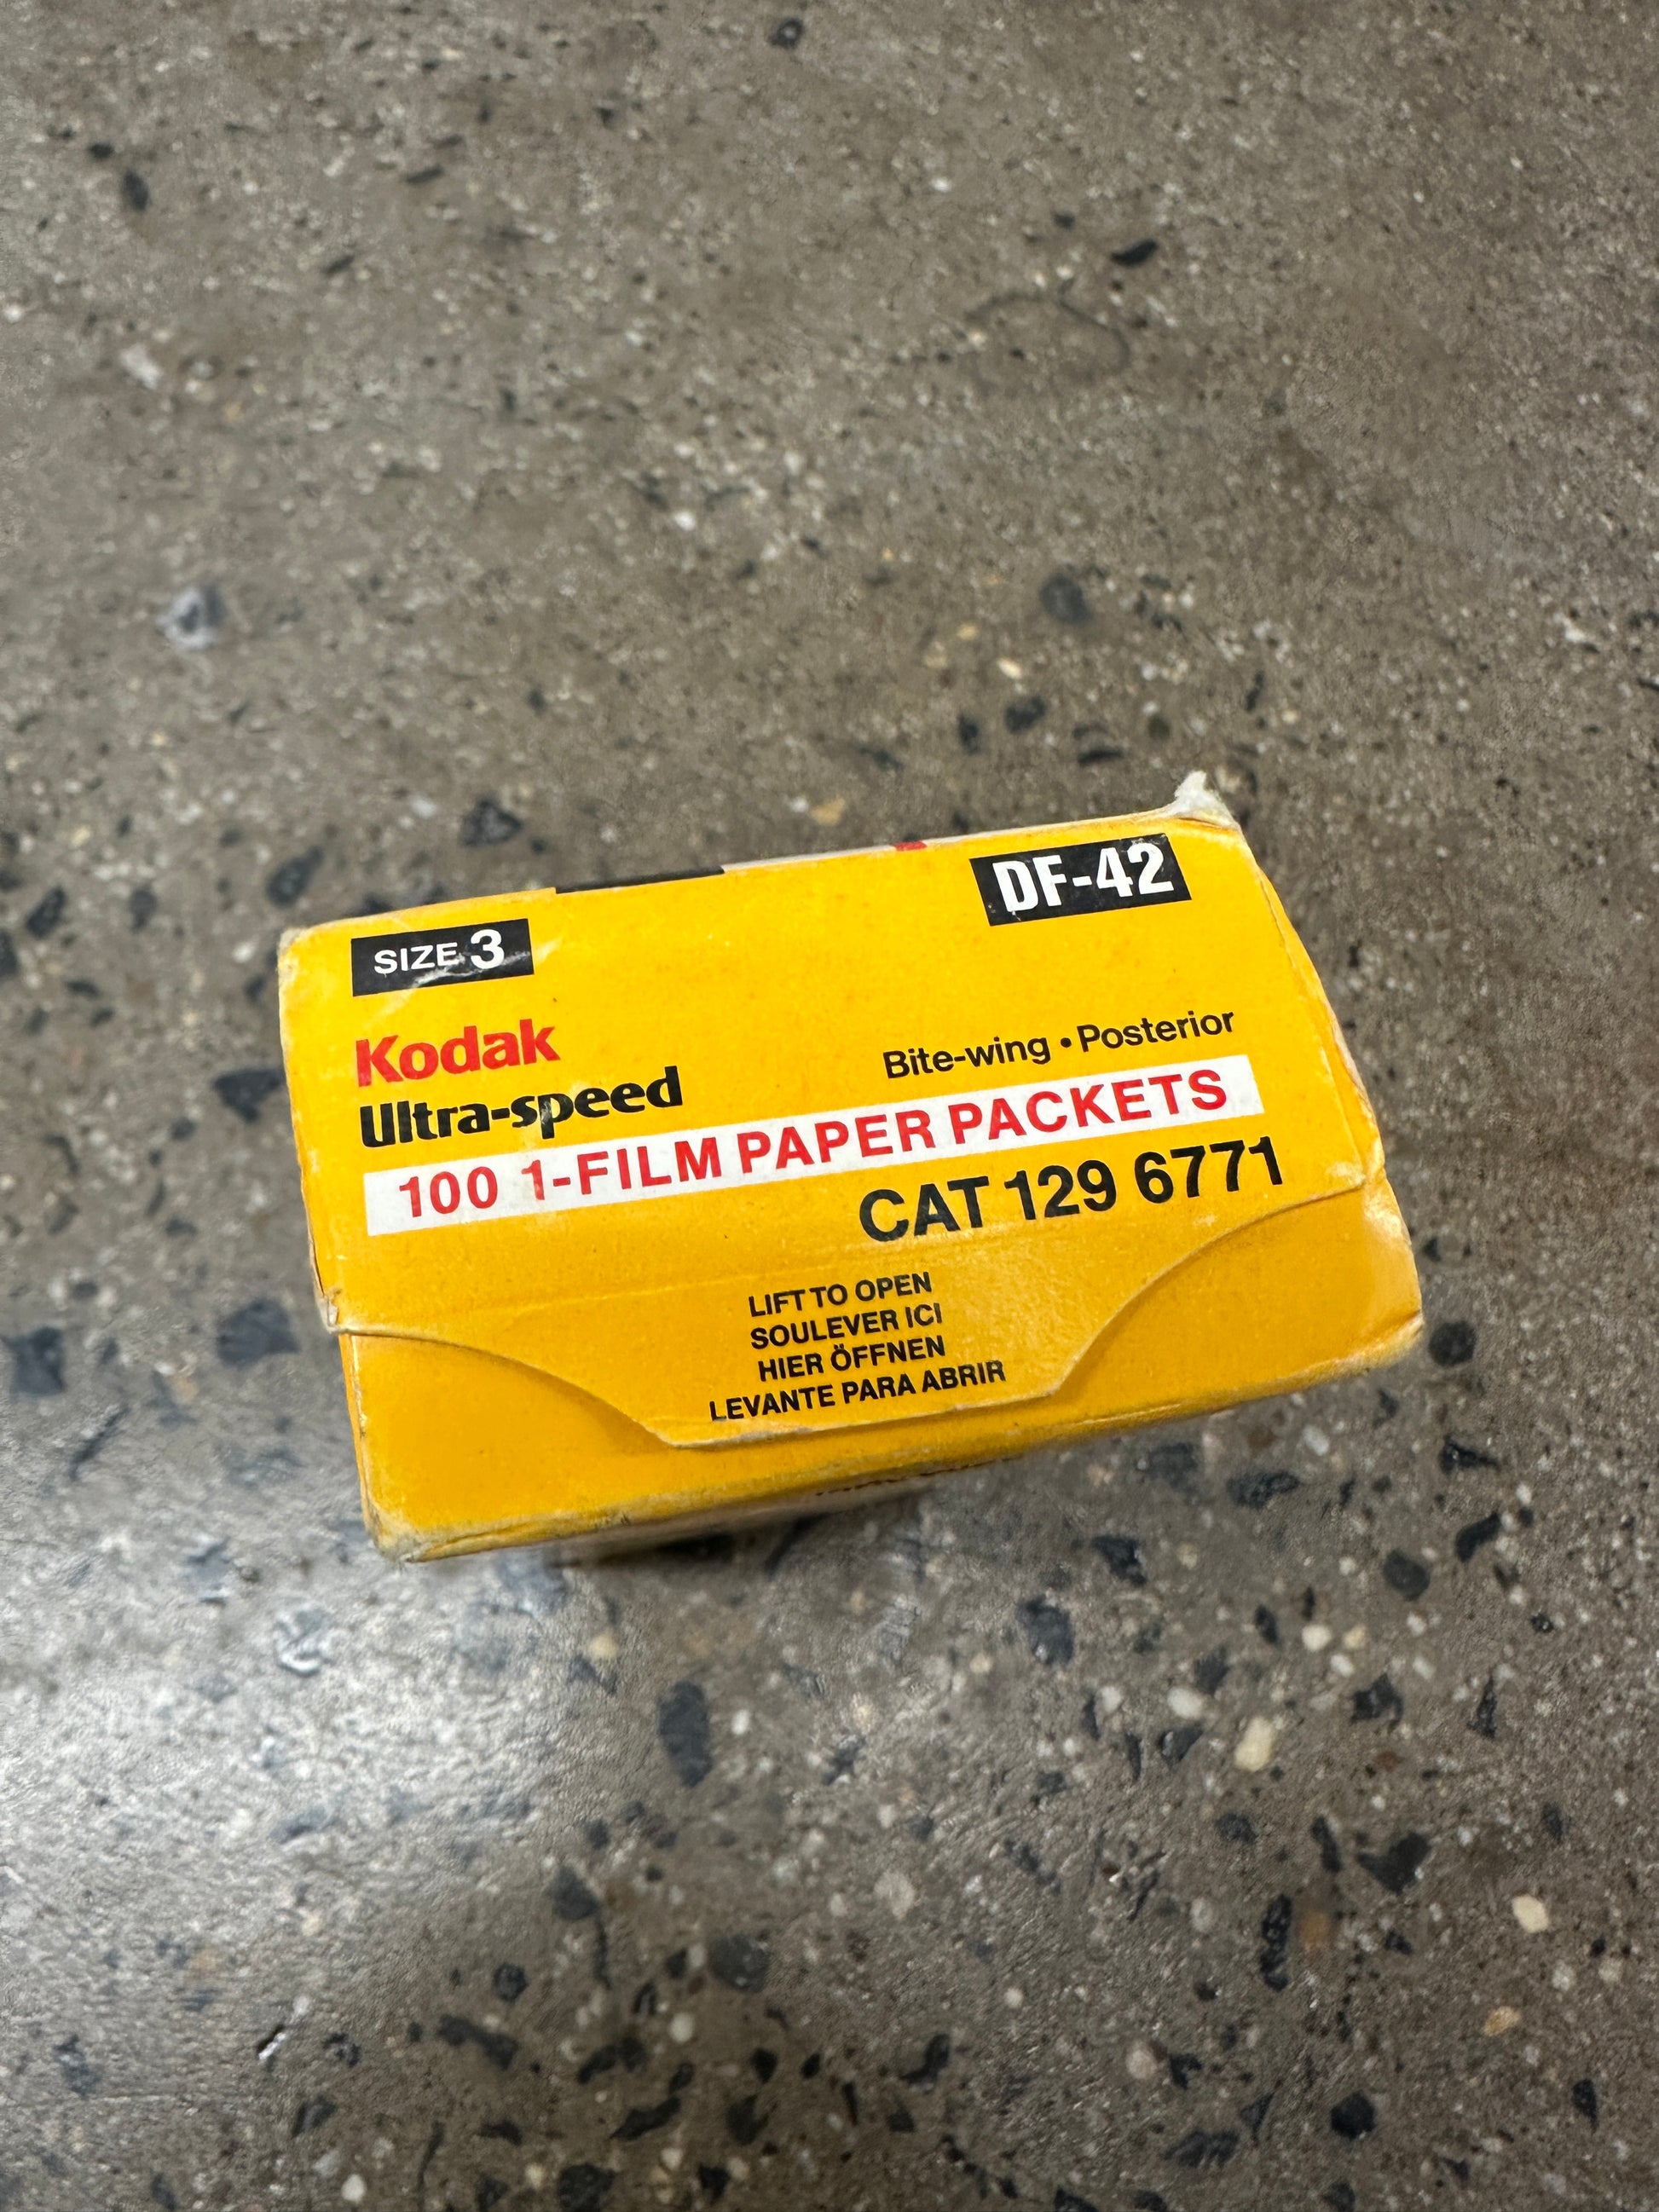 SIZE 3
DF-42
Kodak
Ultra-speed
Bite-wing • Posterior
100 1-FILM PAPER PACKETS
CAT 129 6771
LIFT TO OPEN
SOULEVER ICI
HIER ÖFFNEN
LEVANTE PARA ABRIR